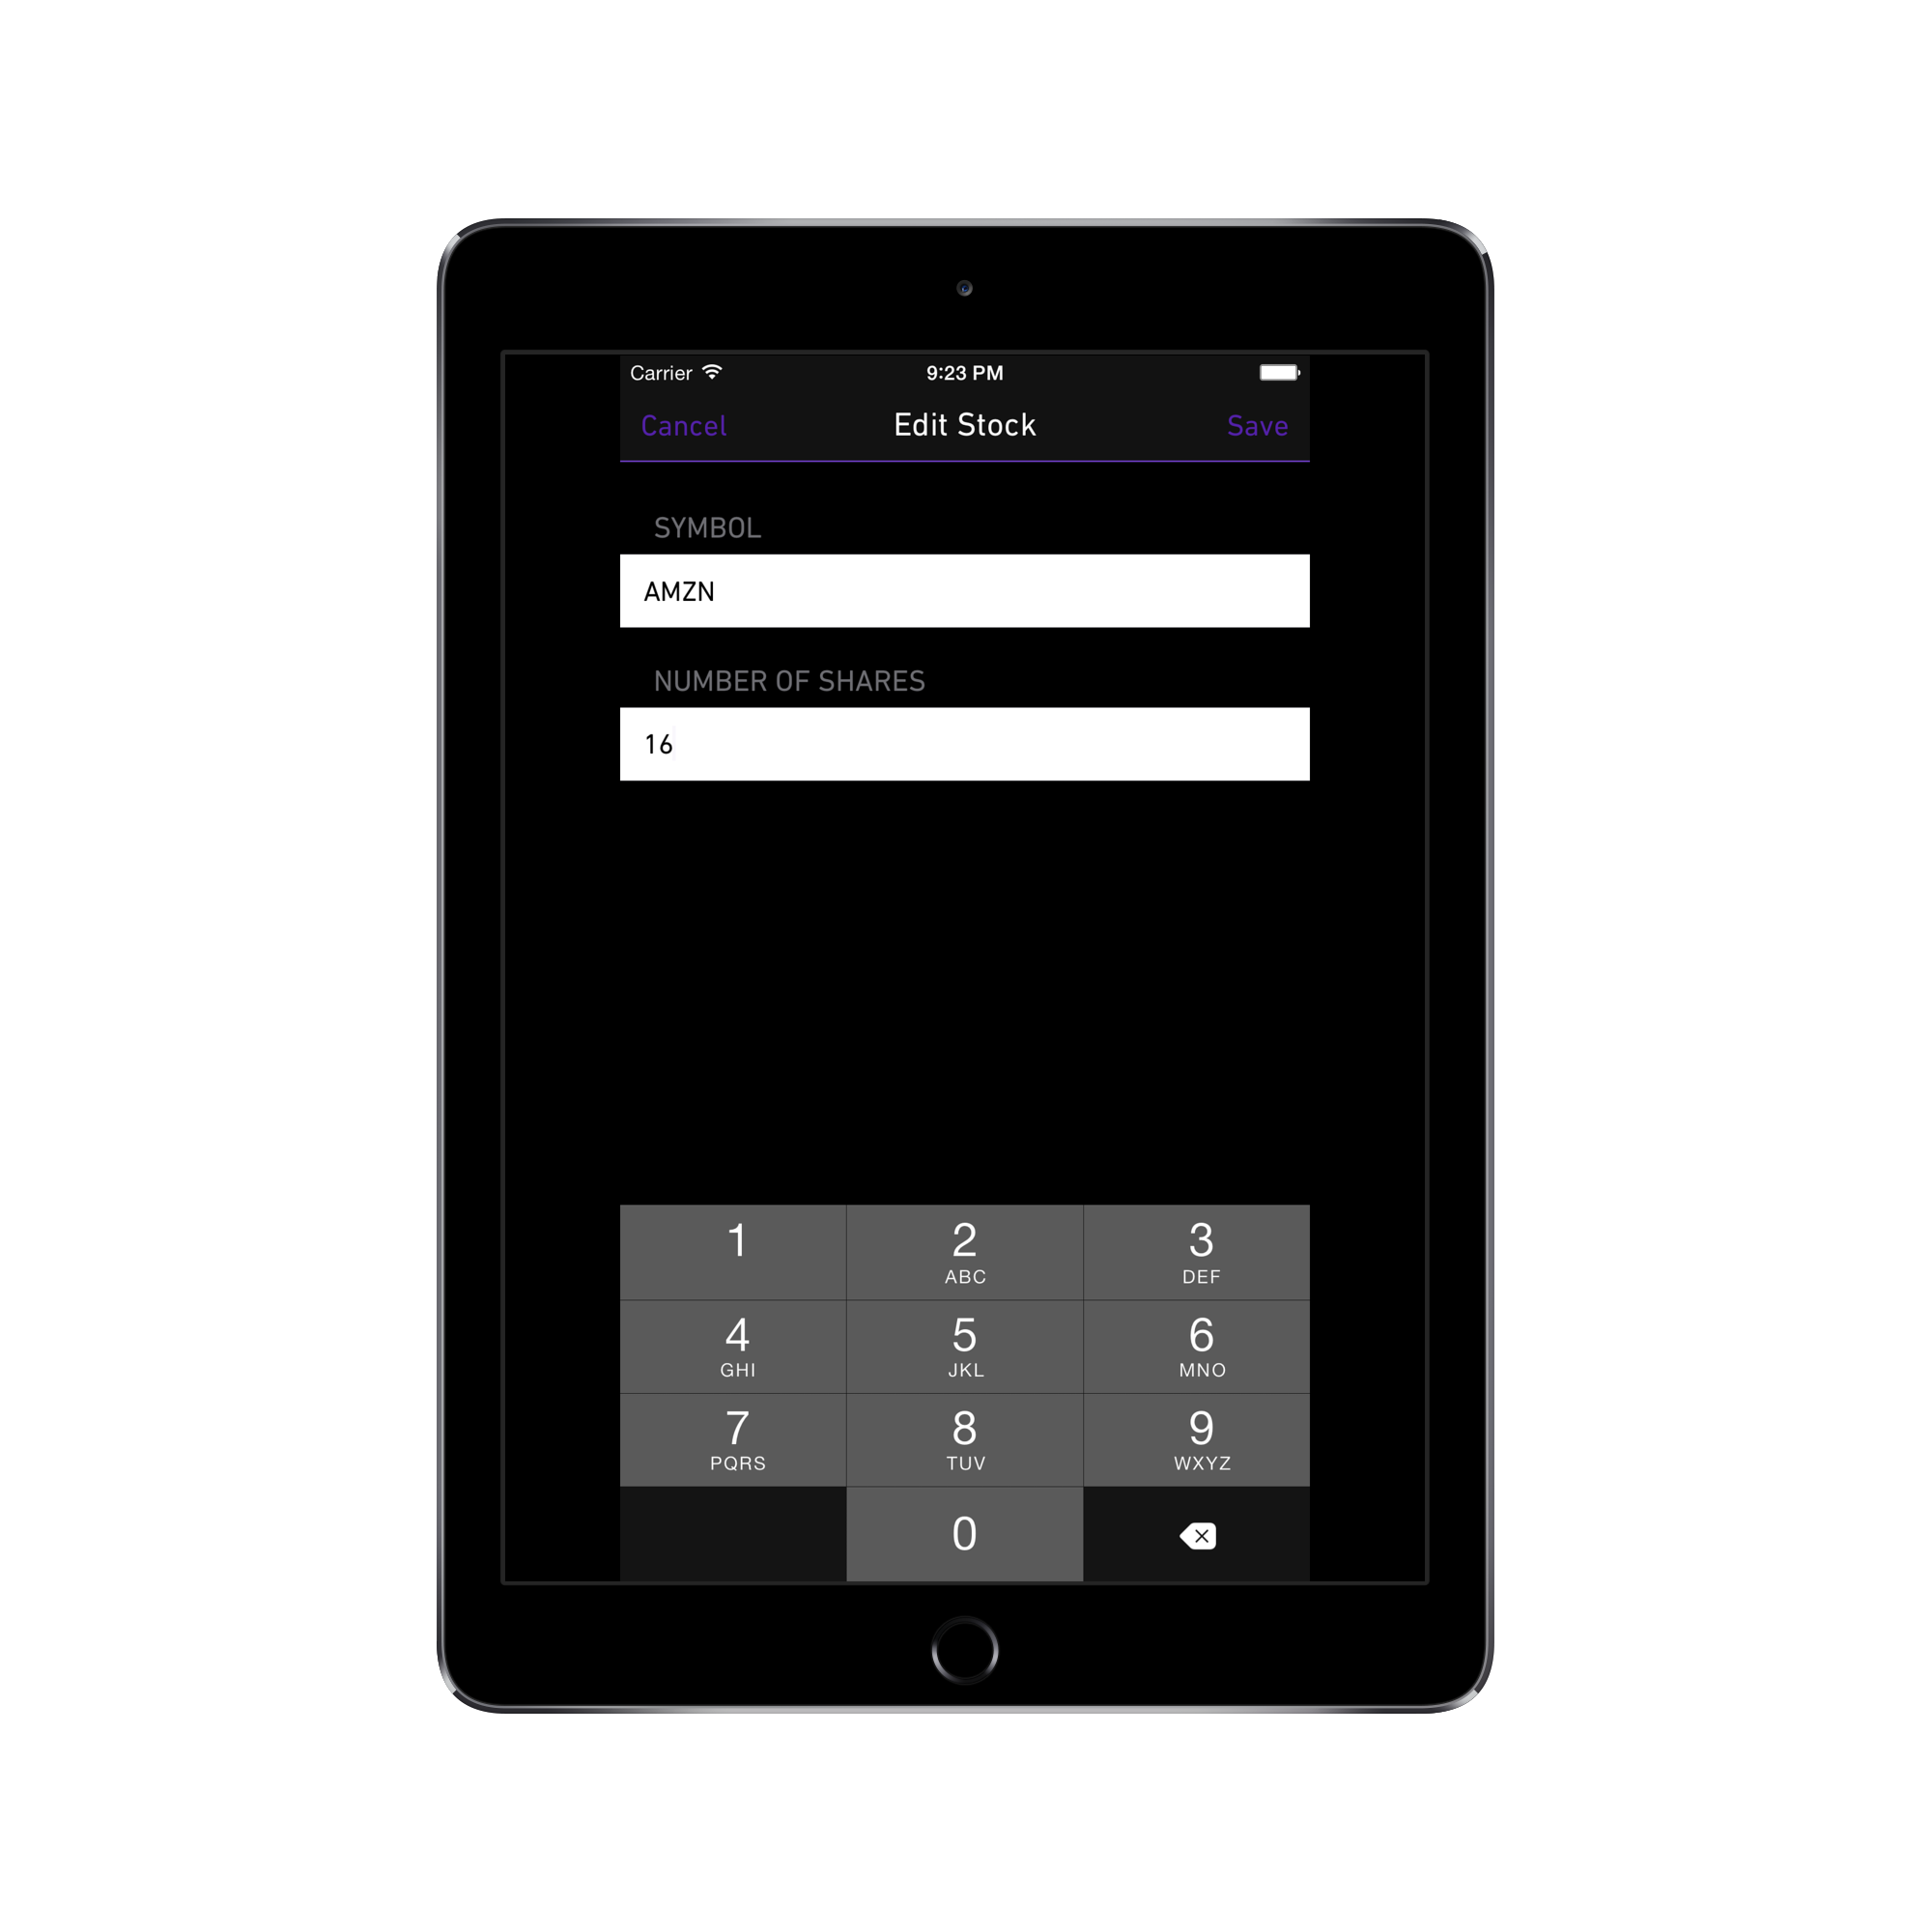 Carrier 9:23 PM
Cancel Edit Stock Save
SYMBOL
AMZN
NUMBER OF SHARES
16
1 2 3
ABC DEF
4 5 6
GHI JKL MNO
7 8 9
PQRS TUV WXYZ
0